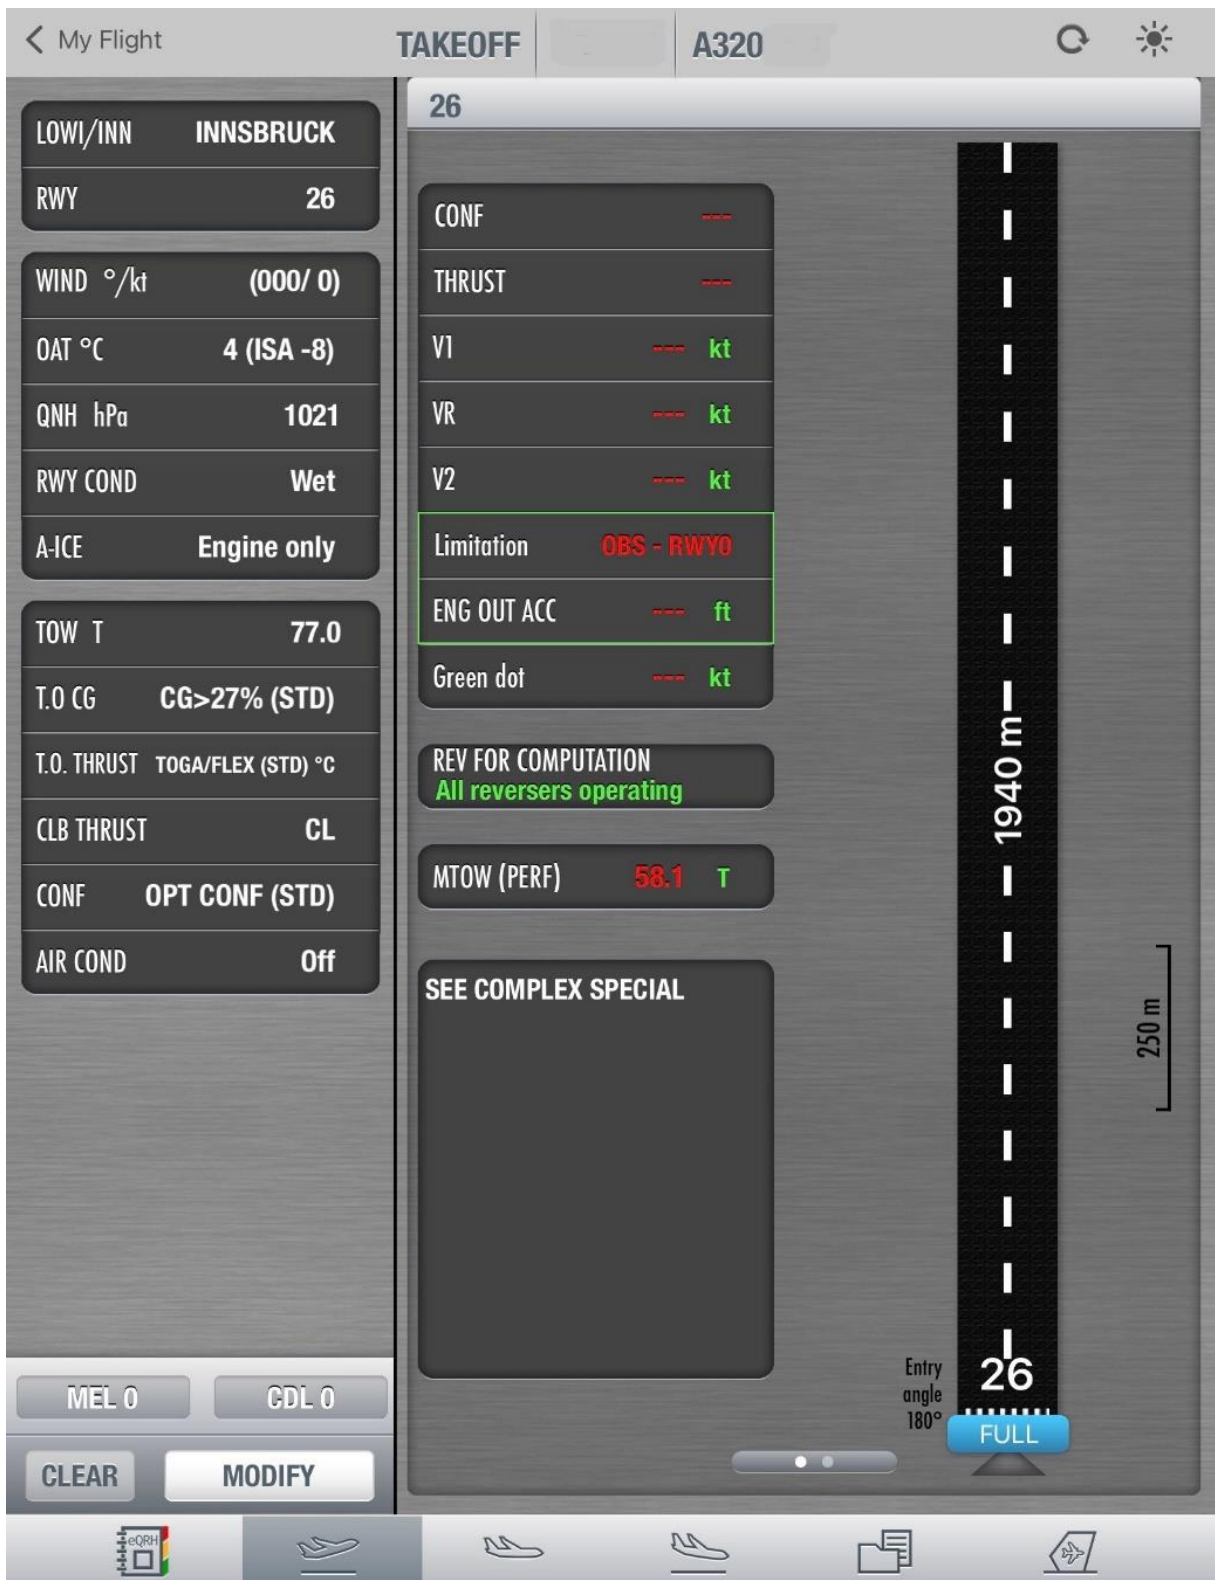 My Flight
TAKEOFF A320
LOWI/INN INNSBRUCK
RWY 26
WIND °/kt (000/ 0)
OAT °C 4 (ISA -8)
QNH hPa 1021
RWY COND Wet
A-ICE Engine only
TOW T 77.0
T.O CG CG>27% (STD)
T.O. THRUST TOGA/FLEX (STD) °C
CLB THRUST CL
CONF OPT CONF (STD)
AIR COND Off
MEL 0 CDL 0
CLEAR MODIFY
26
CONF ---
THRUST ---
V1 --- kt
VR --- kt
V2 --- kt
Limitation OBS - RWY0
ENG OUT ACC --- ft
Green dot --- kt
REV FOR COMPUTATION
All reversers operating
MTOW (PERF) 58.1 T
SEE COMPLEX SPECIAL
1940 m
250 m
Entry
angle
180°
26
FULL
eQRH